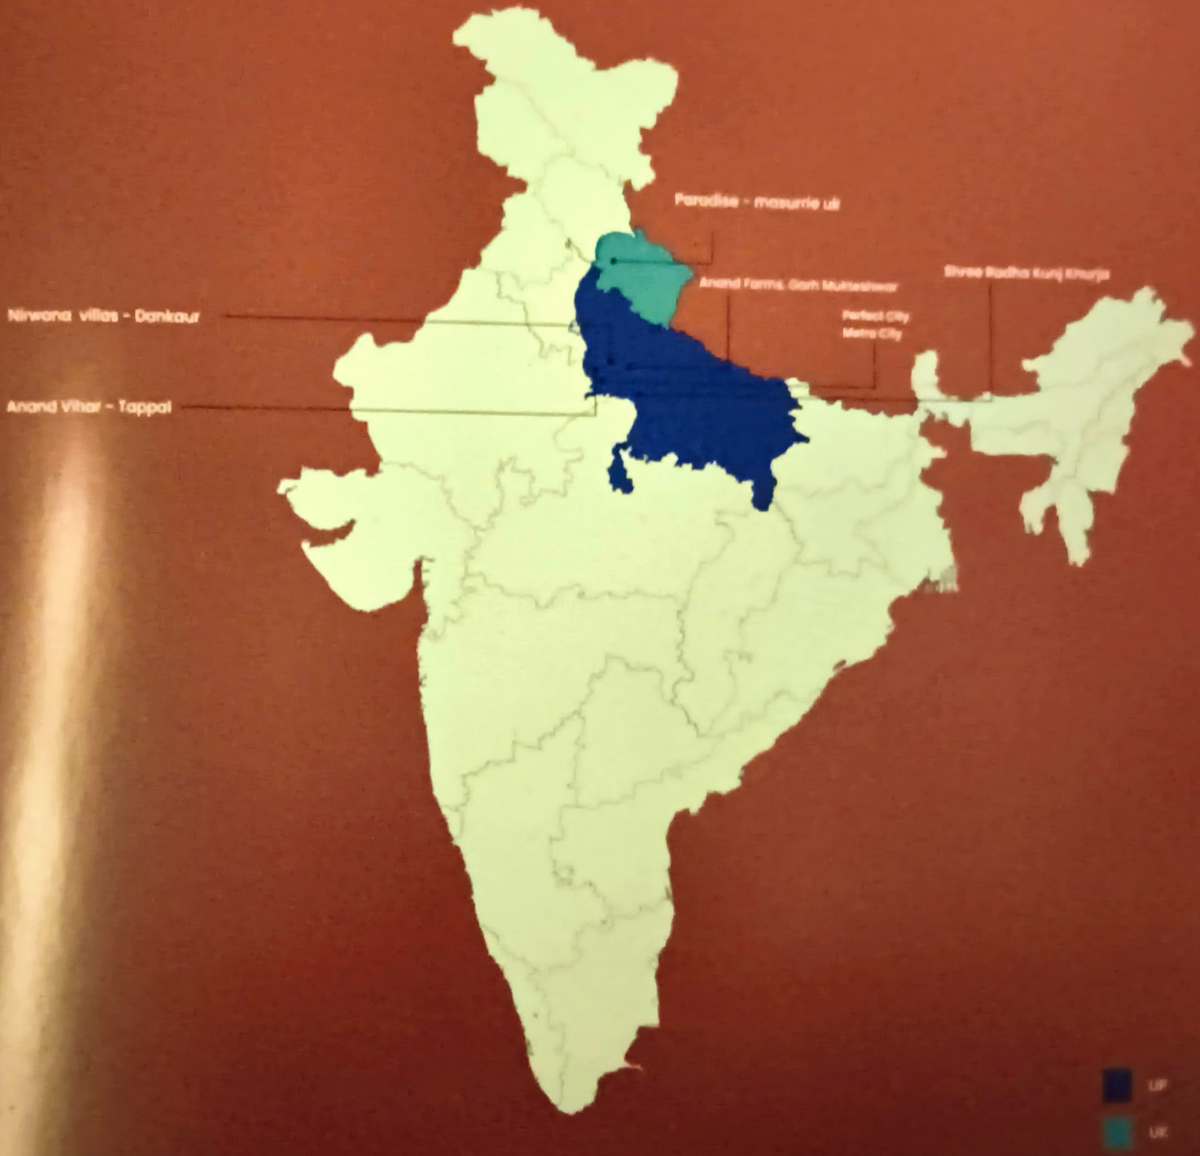 Paradise - masurrie uk
Shree Radha Kunj Khurja
Anand Farms, Garh Mukteshwar
Nirwana villas - Dankaur
Perfect City
Metro City
Anand Vihar - Tappal
UP
UK